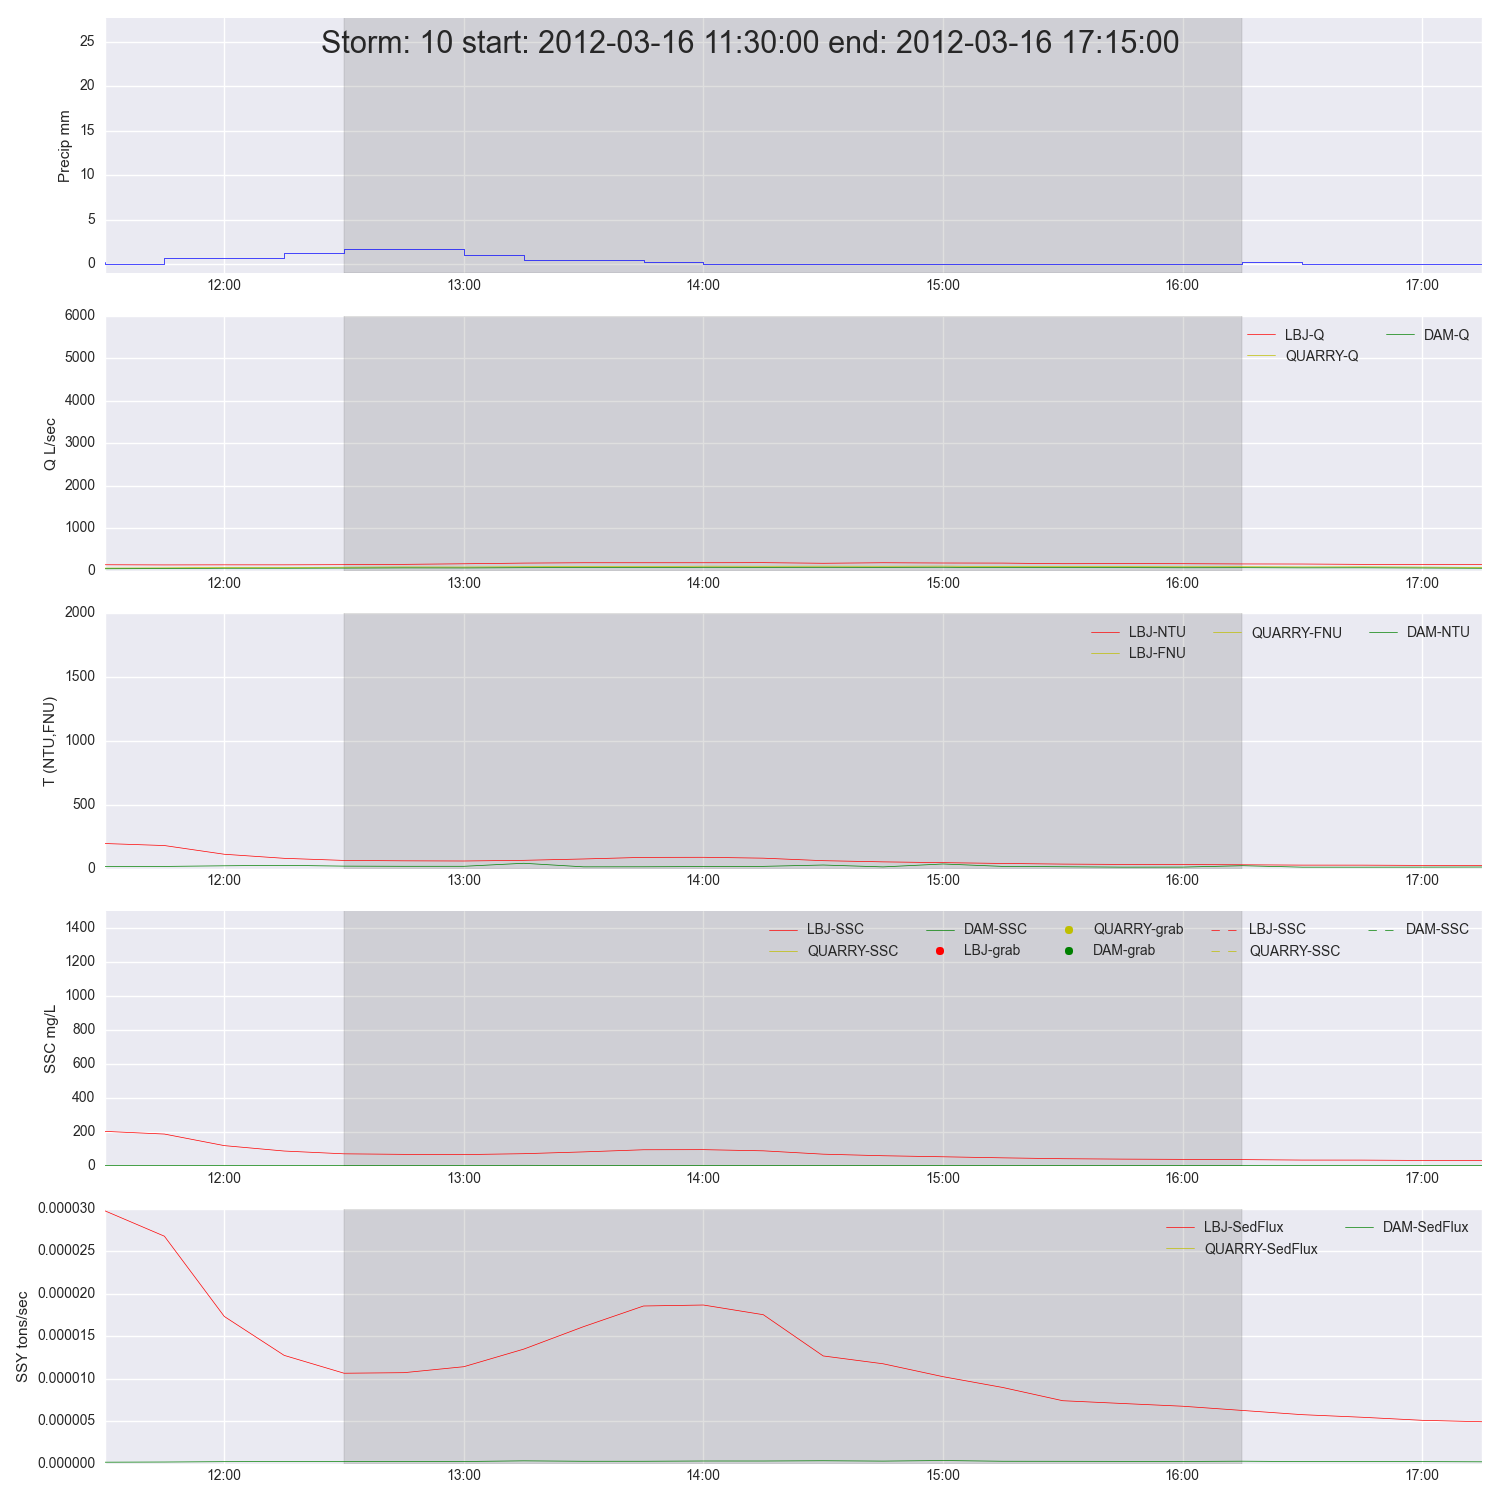 Storm: 10 start: 2012-03-16 11:30:00 end: 2012-03-16 17:15:00
Precip mm
25
20
15
10
5
0
12:00 13:00 14:00 15:00 16:00 17:00
Q L/sec
6000
5000
4000
3000
2000
1000
0
LBJ-Q DAM-Q
QUARRY-Q
12:00 13:00 14:00 15:00 16:00 17:00
T (NTU,FNU)
2000
1500
1000
500
0
LBJ-NTU QUARRY-FNU DAM-NTU
LBJ-FNU
12:00 13:00 14:00 15:00 16:00 17:00
SSC mg/L
1400
1200
1000
800
600
400
200
0
LBJ-SSC DAM-SSC QUARRY-grab LBJ-SSC DAM-SSC
QUARRY-SSC LBJ-grab DAM-grab QUARRY-SSC
12:00 13:00 14:00 15:00 16:00 17:00
SSY tons/sec
0.000030
0.000025
0.000020
0.000015
0.000010
0.000005
0.000000
LBJ-SedFlux DAM-SedFlux
QUARRY-SedFlux
12:00 13:00 14:00 15:00 16:00 17:00